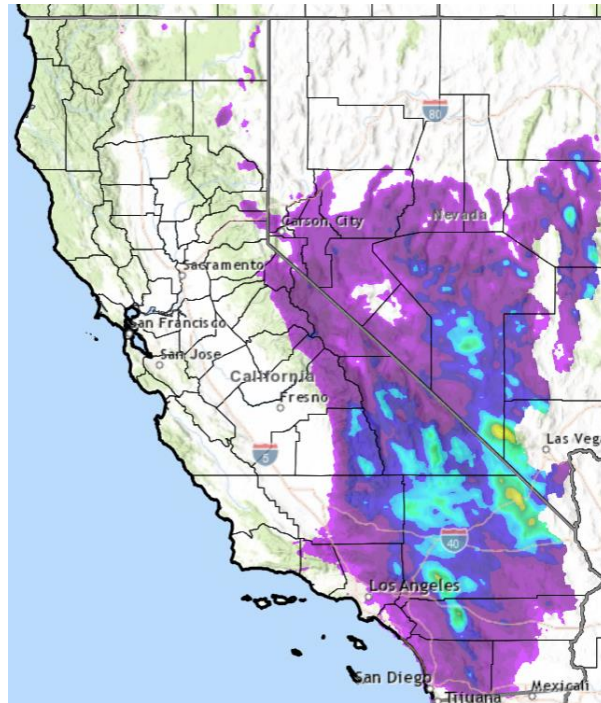 80
Carson City
Nevada
Sacramento
San Francisco
San Jose
California
Fresno
5
Las Vega
40
Los Angeles
San Diego
Mexicali
Tijuana